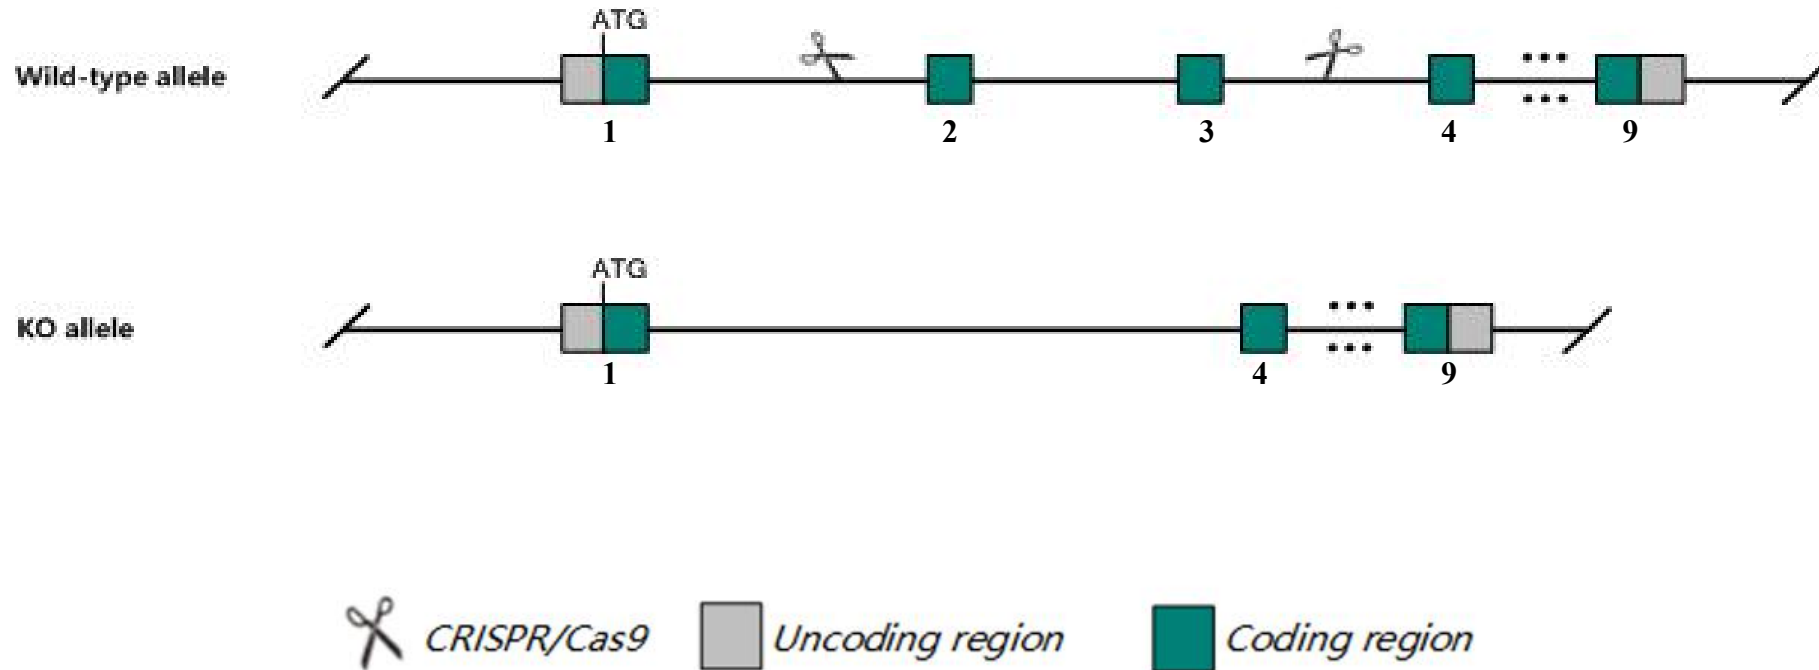 ATG
Wild-type allele
1 2 3 4 9
ATG
KO allele
1 4 9
CRISPR/Cas9 Uncoding region Coding region